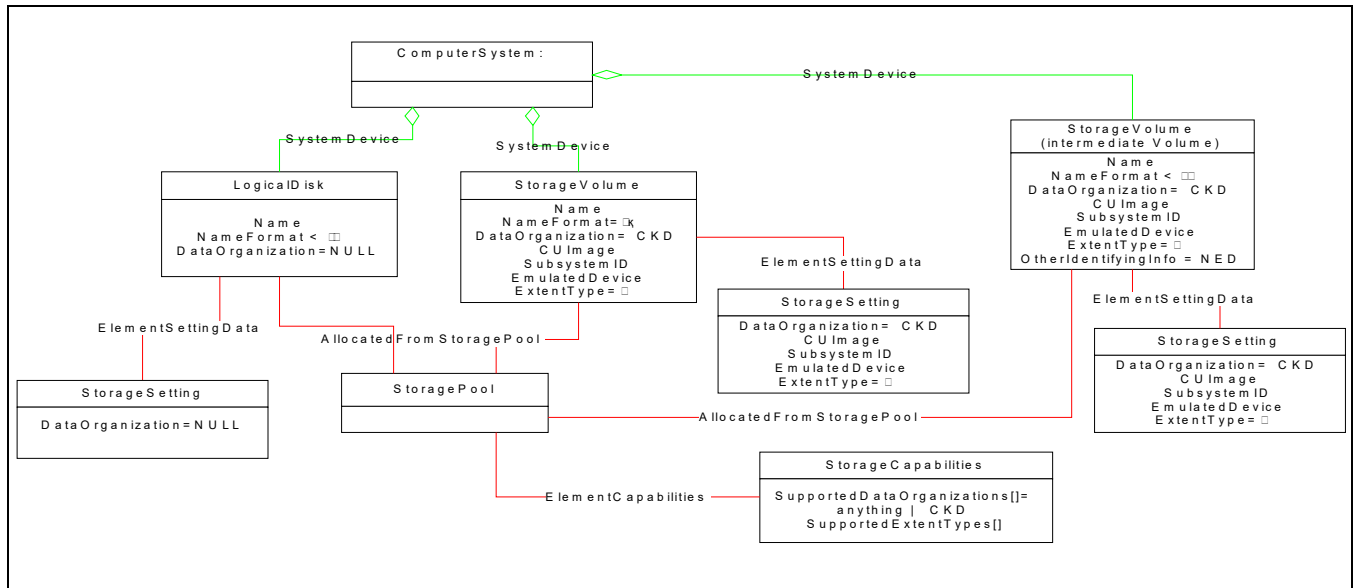 ComputerSystem:
SystemDevice
SystemDevice
SystemDevice
StorageVolume
(intermediate Volume)
Name
NameFormat <
DataOrganization= CKD
CUImage
SubsystemID
EmulatedDevice
ExtentType=
OtherIdentifyingInfo = NED
LogicalDisk
Name
NameFormat <
DataOrganization=NULL
StorageVolume
Name
NameFormat=
DataOrganization= CKD
CUImage
SubsystemID
EmulatedDevice
ExtentType=
ElementSettingData
ElementSettingData
ElementSettingData
AllocatedFromStoragePool
StorageSetting
DataOrganization= CKD
CUImage
SubsystemID
EmulatedDevice
ExtentType=
StorageSetting
DataOrganization= CKD
CUImage
SubsystemID
EmulatedDevice
ExtentType=
StorageSetting
DataOrganization=NULL
StoragePool
AllocatedFromStoragePool
ElementCapabilities
StorageCapabilities
SupportedDataOrganizations[]=
anything | CKD
SupportedExtentTypes[]